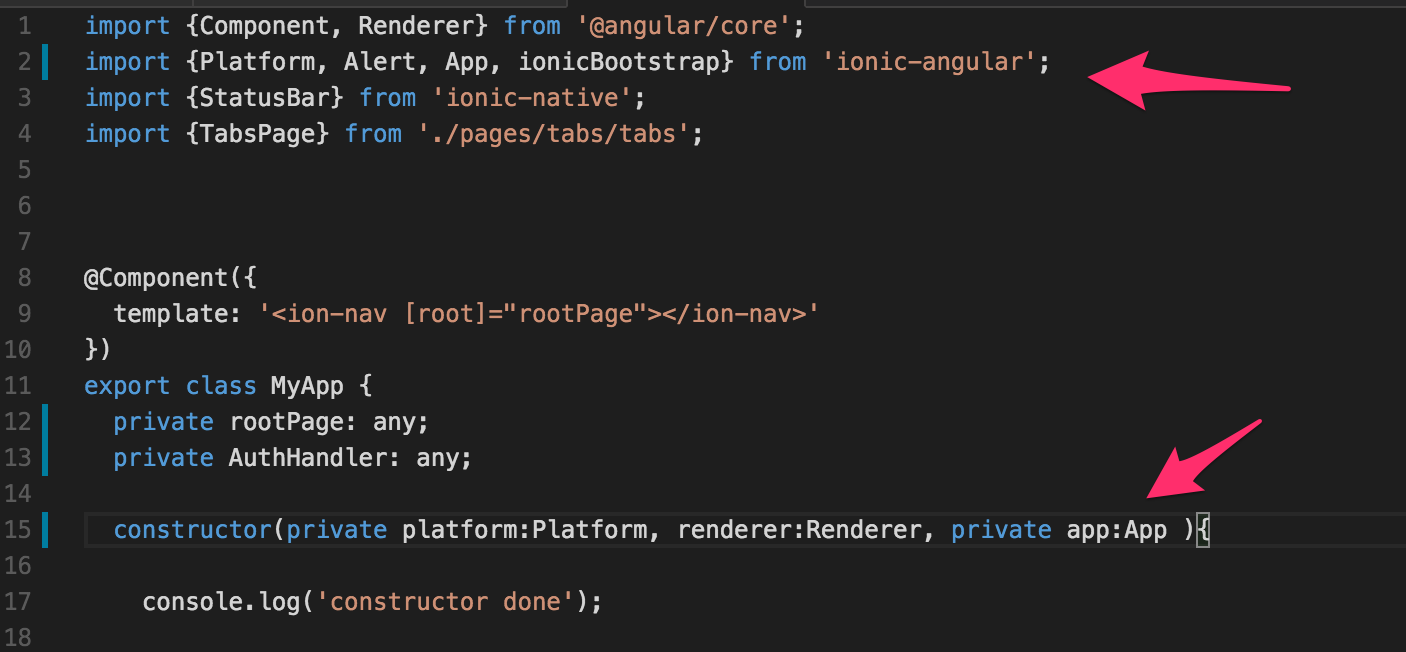 1 import {Component, Renderer} from '@angular/core';
2 import {Platform, Alert, App, ionicBootstrap} from 'ionic-angular';
3 import {StatusBar} from 'ionic-native';
4 import {TabsPage} from './pages/tabs/tabs';
5
6
7
8 @Component({
9   template: '<ion-nav [root]="rootPage"></ion-nav>'
10 })
11 export class MyApp {
12   private rootPage: any;
13   private AuthHandler: any;
14
15   constructor(private platform:Platform, renderer:Renderer, private app:App ){
16
17     console.log('constructor done');
18